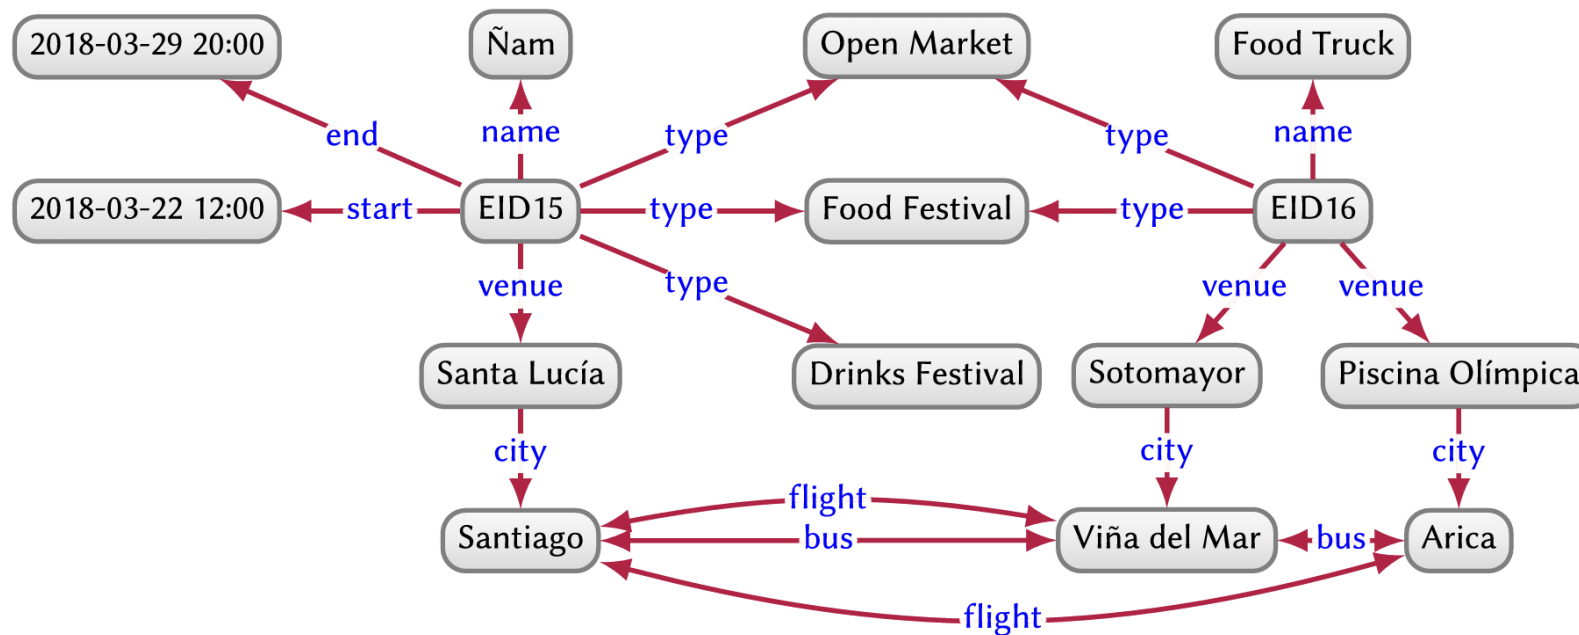 2018-03-29 20:00
Ñam
Open Market
Food Truck
end
name
type
type
name
2018-03-22 12:00
start
EID15
type
Food Festival
type
EID16
venue
type
venue
venue
Santa Lucía
Drinks Festival
Sotomayor
Piscina Olímpica
city
city
city
flight
Santiago
bus
Viña del Mar
bus
Arica
flight